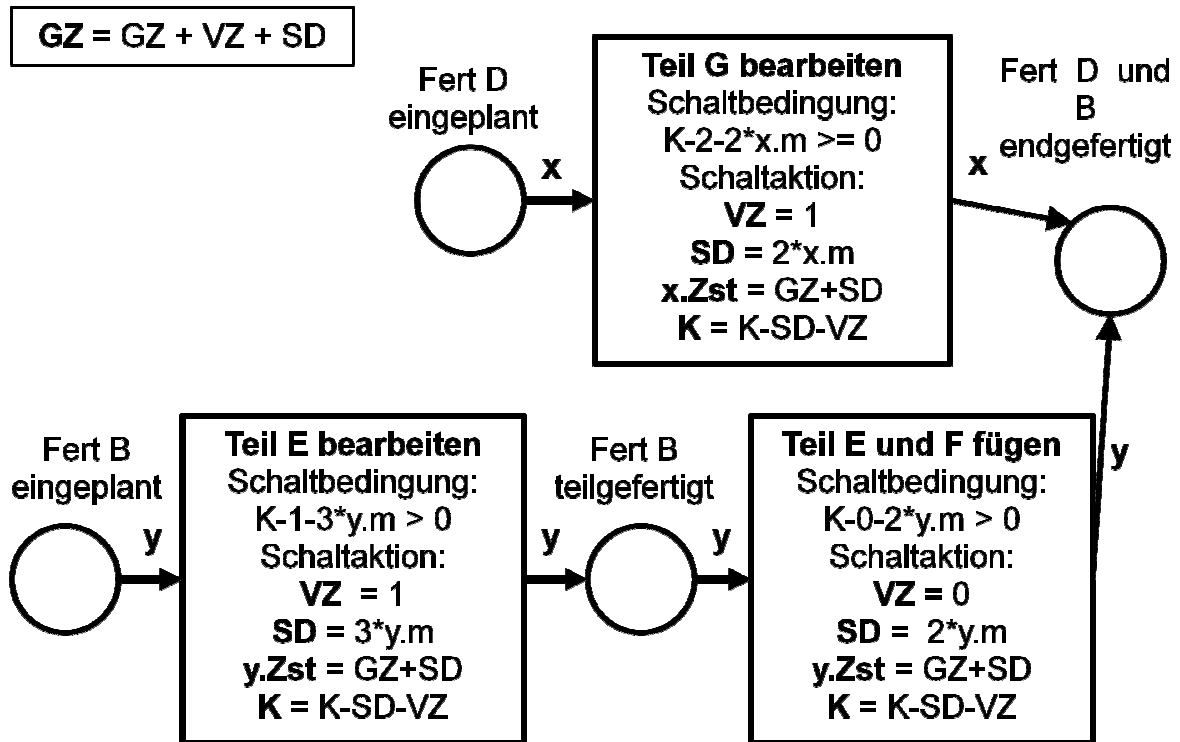 GZ = GZ + VZ + SD
Fert D
eingeplant
x
Teil G bearbeiten
Schaltbedingung:
K-2-2*x.m >= 0
Schaltaktion:
VZ = 1
SD = 2*x.m
x.Zst = GZ+SD
K = K-SD-VZ
x
Fert D und
B
endgefertigt
Fert B
eingeplant
y
Teil E bearbeiten
Schaltbedingung:
K-1-3*y.m > 0
Schaltaktion:
VZ = 1
SD = 3*y.m
y.Zst = GZ+SD
K = K-SD-VZ
y
Fert B
teilgefertigt
y
Teil E und F fügen
Schaltbedingung:
K-0-2*y.m > 0
Schaltaktion:
VZ = 0
SD = 2*y.m
y.Zst = GZ+SD
K = K-SD-VZ
y